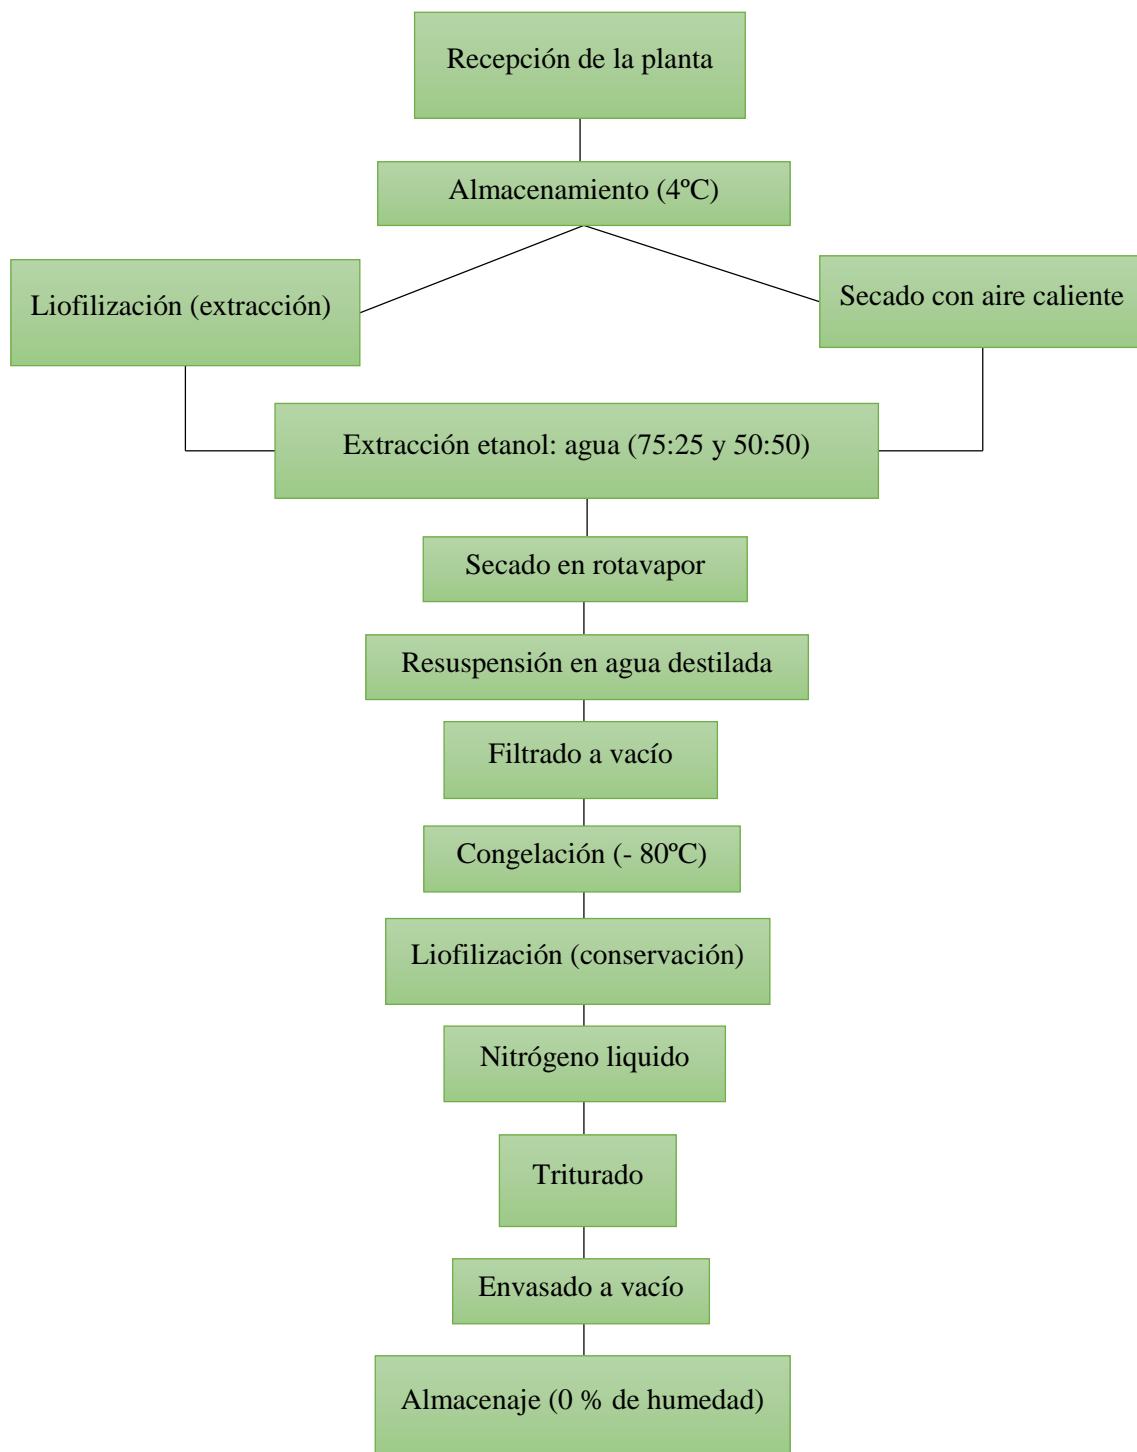 Recepción de la planta
Almacenamiento (4ºC)
Liofilización (extracción)
Secado con aire caliente
Extracción etanol: agua (75:25 y 50:50)
Secado en rotavapor
Resuspensión en agua destilada
Filtrado a vacío
Congelación (- 80ºC)
Liofilización (conservación)
Nitrógeno liquido
Triturado
Envasado a vacío
Almacenaje (0 % de humedad)